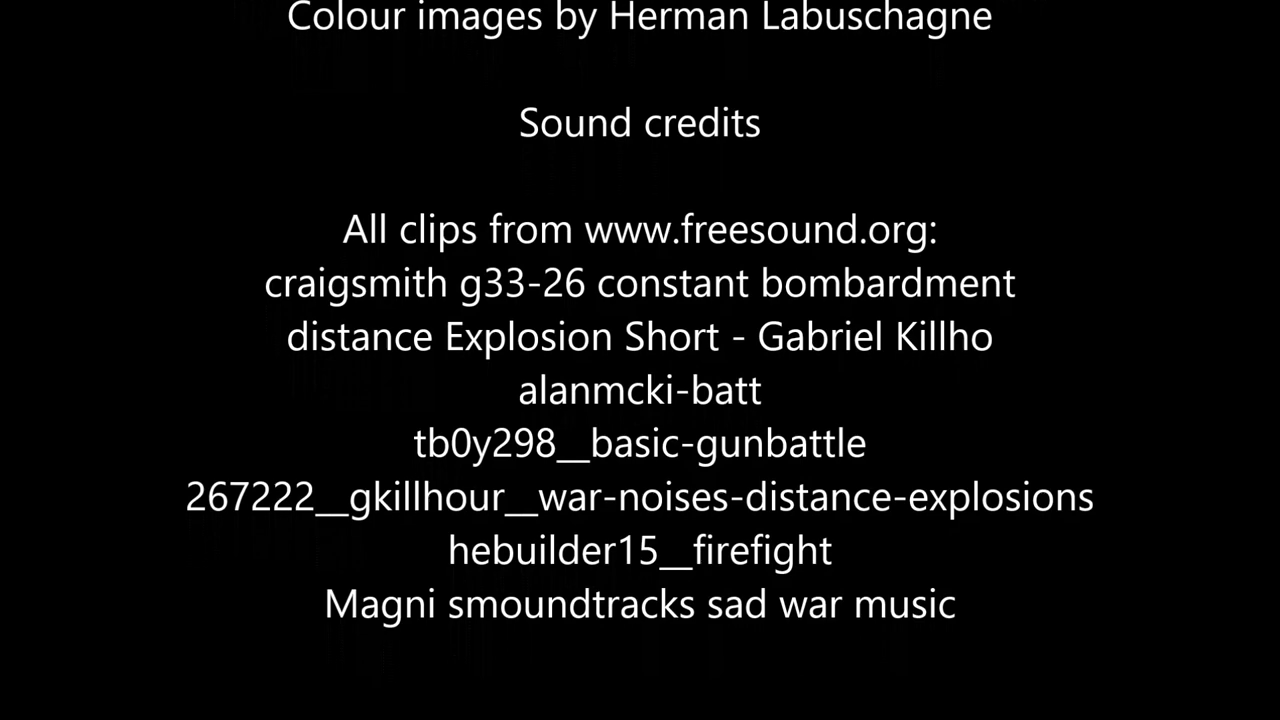 Colour images by Herman Labuschagne
Sound credits
All clips from www.freesound.org:
craigsmith g33-26 constant bombardment
distance Explosion Short - Gabriel Killho
alanmcki-batt
tb0y298__basic-gunbattle
267222__gkillhour__war-noises-distance-explosions
hebuilder15__firefight
Magni smoundtracks sad war music